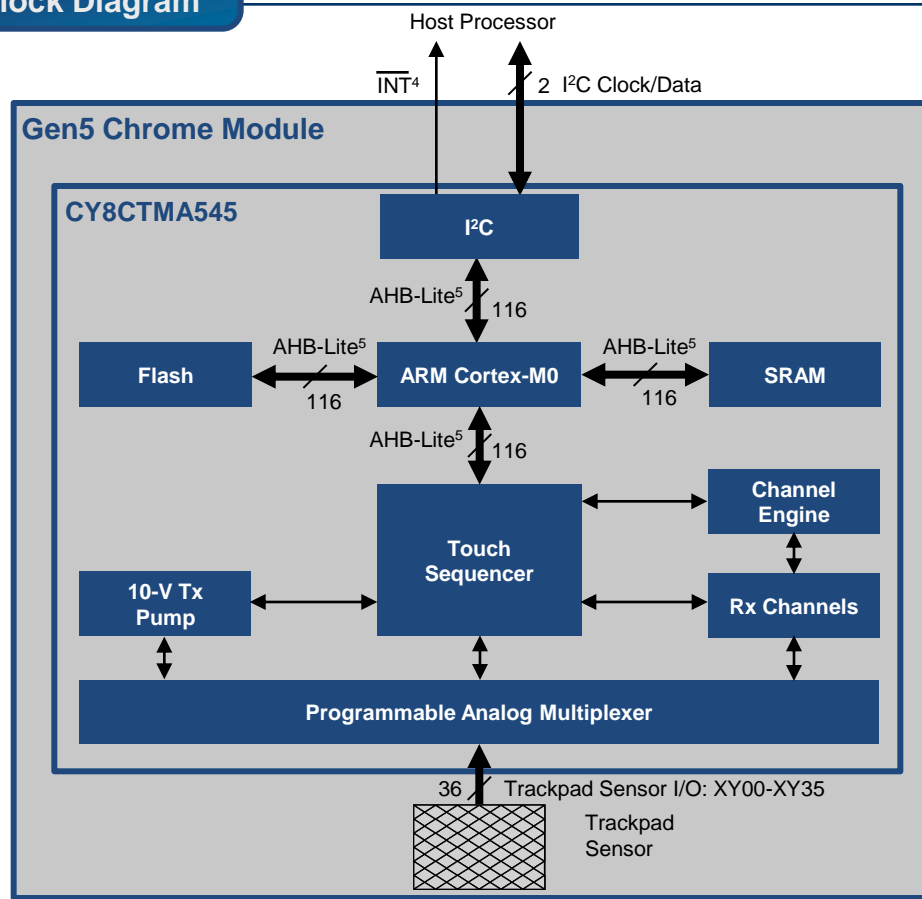 lock Diagram
Host Processor
INT4
2 I2C Clock/Data
Gen5 Chrome Module
CY8CTMA545
I2C
AHB-Lite5
116
AHB-Lite5
AHB-Lite5
Flash
ARM Cortex-M0
SRAM
116
116
AHB-Lite5
116
Channel
Engine
Touch
Sequencer
10-V Tx
Pump
Rx Channels
Programmable Analog Multiplexer
36 Trackpad Sensor I/O: XY00-XY35
Trackpad
Sensor